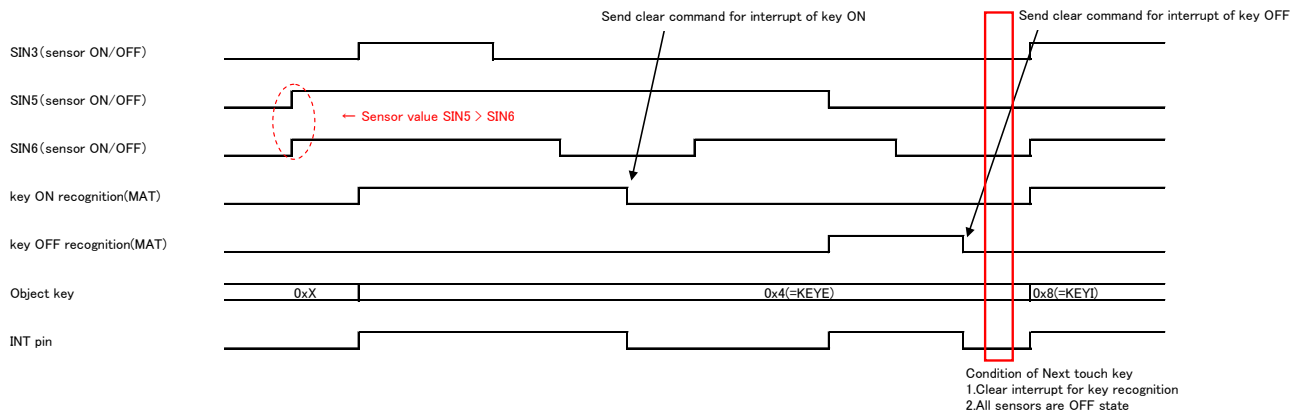 Send clear command for interrupt of key ON
Send clear command for interrupt of key OFF
SIN3(sensor ON/OFF)
SIN5(sensor ON/OFF)
← Sensor value SIN5 > SIN6
SIN6(sensor ON/OFF)
key ON recognition(MAT)
key OFF recognition(MAT)
Object key
0xX
0x4(=KEYE)
0x8(=KEYI)
INT pin
Condition of Next touch key
1.Clear interrupt for key recognition
2.All sensors are OFF state